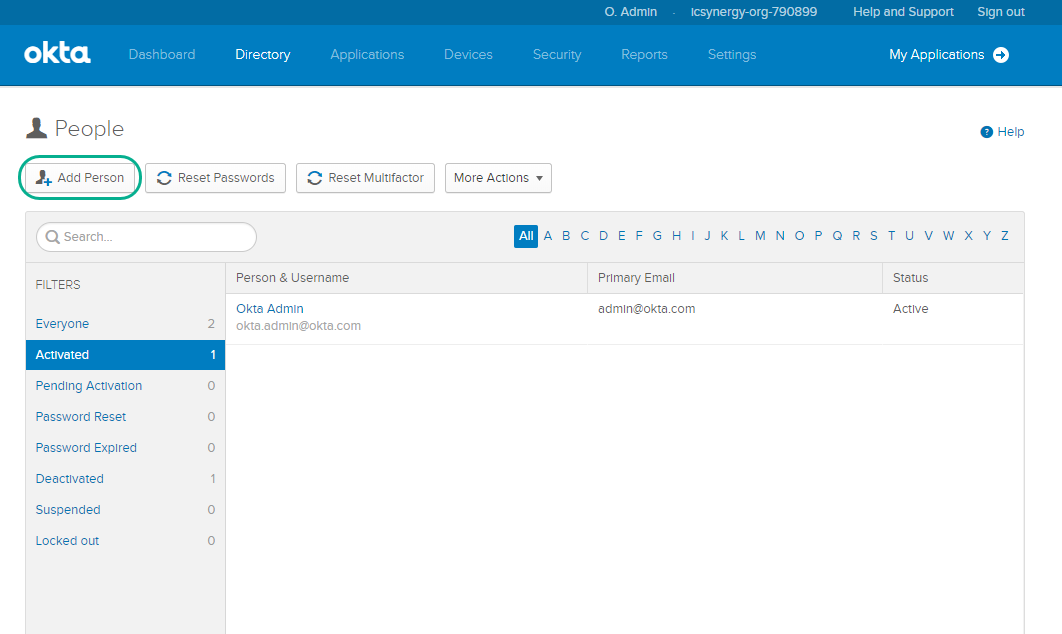 O. Admin - icsynergy-org-790899 Help and Support Sign out
okta Dashboard Directory Applications Devices Security Reports Settings My Applications
People
? Help
Add Person Reset Passwords Reset Multifactor More Actions
Search... All A B C D E F G H I J K L M N O P Q R S T U V W X Y Z
FILTERS
Everyone 2
Activated 1
Pending Activation 0
Password Reset 0
Password Expired 0
Deactivated 1
Suspended 0
Locked out 0
Person & Username Primary Email Status
Okta Admin admin@okta.com Active
okta.admin@okta.com